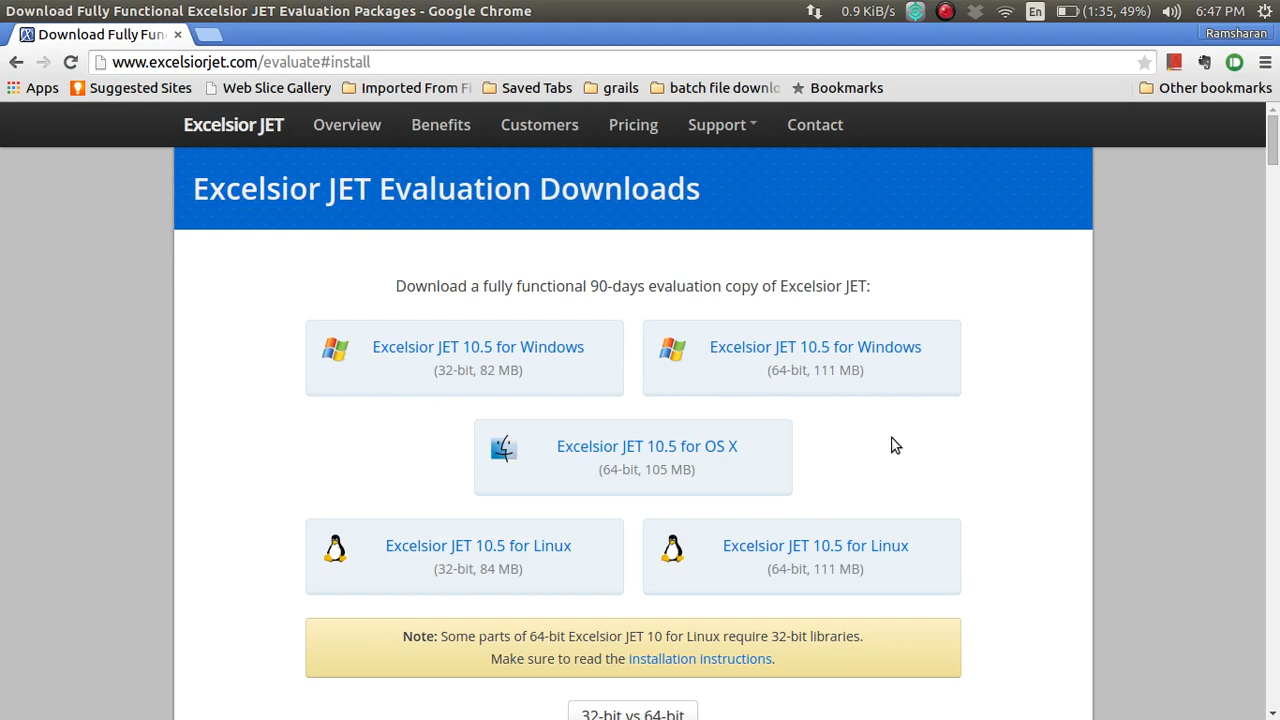 Download Fully Functional Excelsior JET Evaluation Packages - Google Chrome
0.9 KiB/s
En
(1:35, 49%)
6:47 PM
Download Fully Fun
Ramsharan
www.excelsiorjet.com/evaluate#install
Apps
Suggested Sites
Web Slice Gallery
Imported From Fi
Saved Tabs
grails
batch file downlo
Bookmarks
Other bookmarks
Excelsior JET
Overview
Benefits
Customers
Pricing
Support
Contact
Excelsior JET Evaluation Downloads
Download a fully functional 90-days evaluation copy of Excelsior JET:
Excelsior JET 10.5 for Windows
(32-bit, 82 MB)
Excelsior JET 10.5 for Windows
(64-bit, 111 MB)
Excelsior JET 10.5 for OS X
(64-bit, 105 MB)
Excelsior JET 10.5 for Linux
(32-bit, 84 MB)
Excelsior JET 10.5 for Linux
(64-bit, 111 MB)
Note: Some parts of 64-bit Excelsior JET 10 for Linux require 32-bit libraries.
Make sure to read the installation instructions.
32-bit vs 64-bit